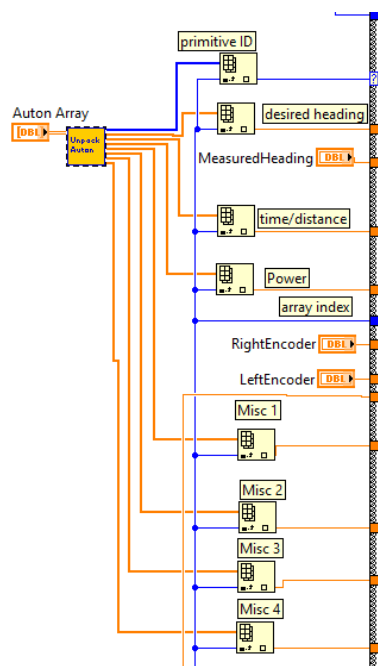 primitive ID
Auton Array
DBL
Unpack
Auton
desired heading
MeasuredHeading
DBL
time/distance
Power
array index
RightEncoder
DBL
LeftEncoder
DBL
Misc 1
Misc 2
Misc 3
Misc 4
?